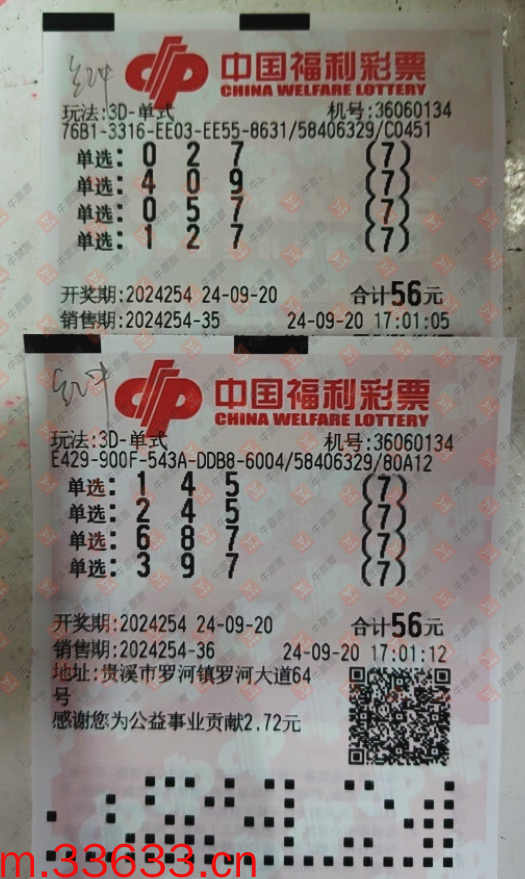 中国福利彩票
CHINA WELFARE LOTTERY
玩法:3D-单式 机号:36060134
76B1-3316-EE03-EE55-8631/58406329/C0451
单选: 0 2 7 (7)
单选: 4 0 9 (7)
单选: 0 5 7 (7)
单选: 1 2 7 (7)
开奖期:2024254 24-09-20 合计56元
销售期:2024254-35 24-09-20 17:01:05
中国福利彩票
CHINA WELFARE LOTTERY
玩法:3D-单式 机号:36060134
E429-900F-543A-DDB8-6004/58406329/80A12
单选: 1 4 5 (7)
单选: 2 4 5 (7)
单选: 6 8 7 (7)
单选: 3 9 7 (7)
开奖期:2024254 24-09-20 合计56元
销售期:2024254-36 24-09-20 17:01:12
地址:贵溪市罗河镇罗河大道64
号
感谢您为公益事业贡献2.72元
m.33633.cn